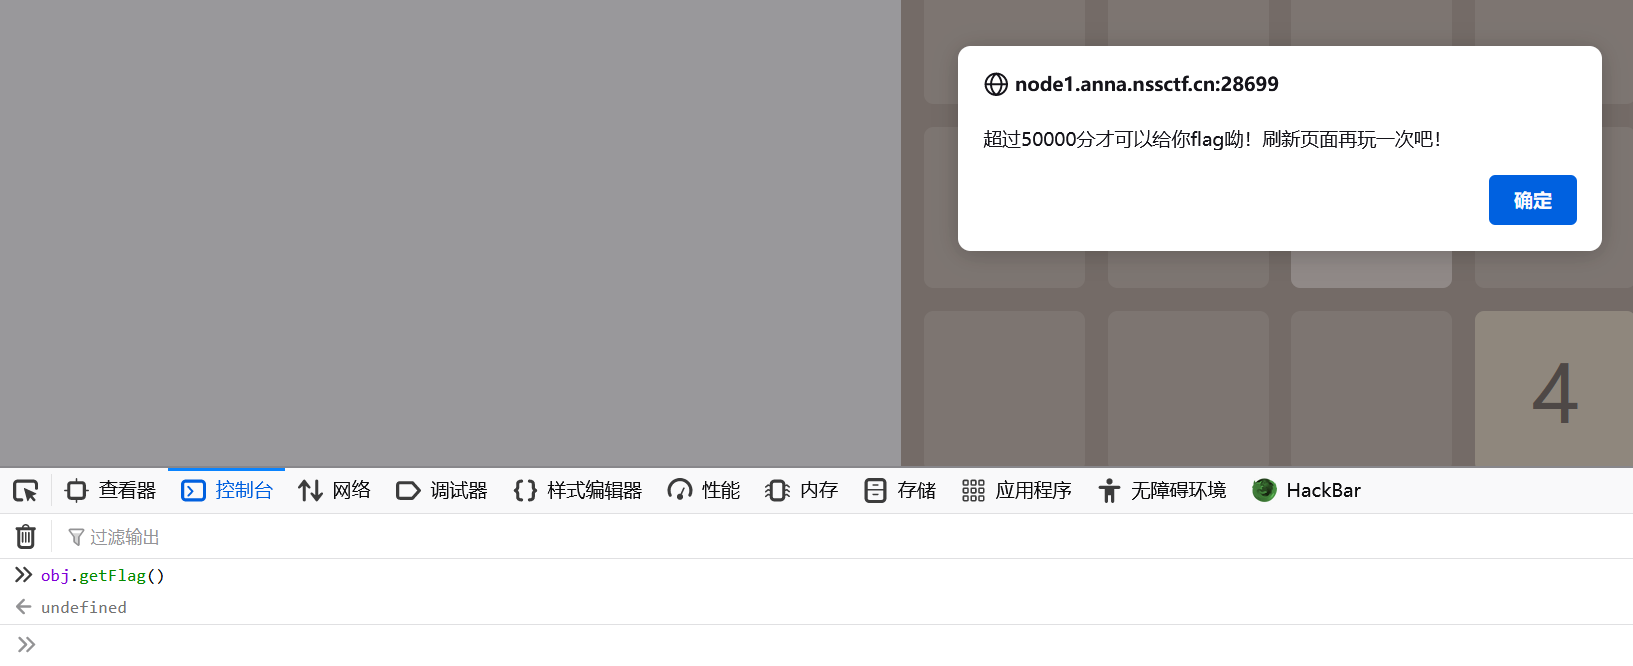 node1.anna.nssctf.cn:28699
超过50000分才可以给你flag呦！刷新页面再玩一次吧！
确定
4
查看器 控制台 网络 调试器 样式编辑器 性能 内存 存储 应用程序 无障碍环境 HackBar
过滤输出
obj.getFlag()
undefined